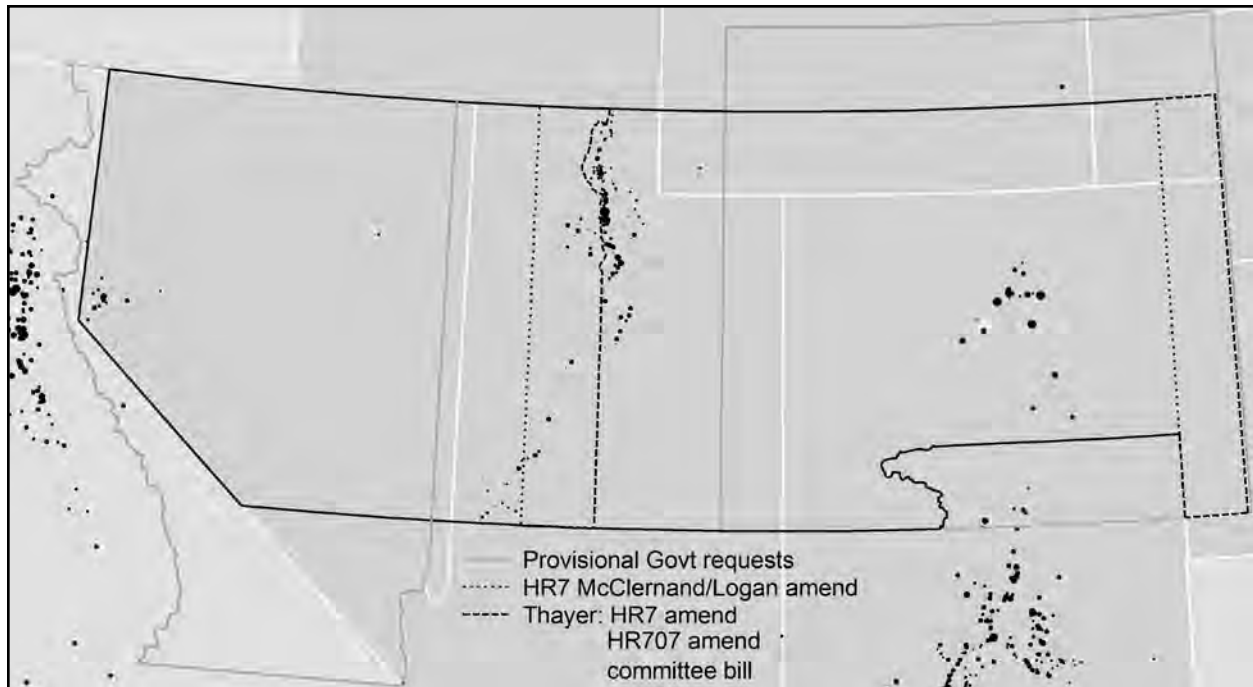 Provisional Govt requests
HR7 McClernand/Logan amend
Thayer: HR7 amend
HR707 amend
committee bill